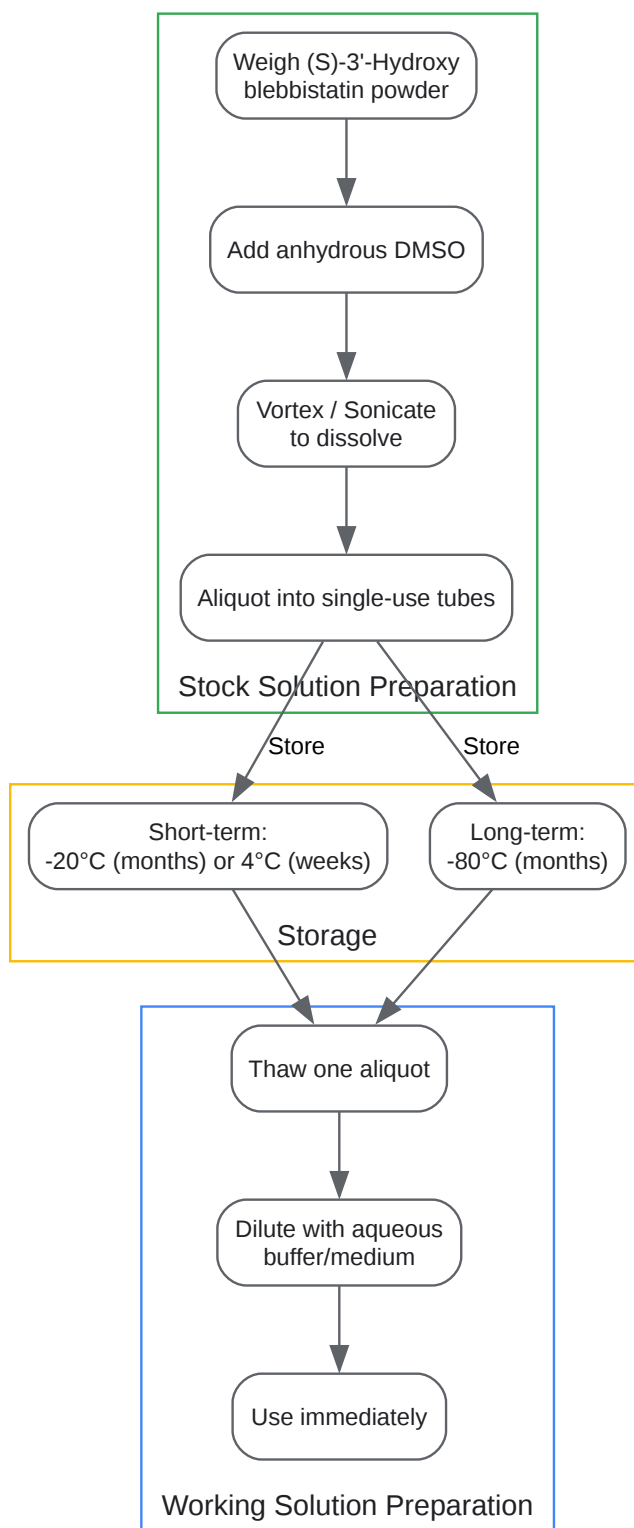 Weigh (S)-3'-Hydroxy
blebbistatin powder
Add anhydrous DMSO
Vortex / Sonicate
to dissolve
Aliquot into single-use tubes
Stock Solution Preparation
Store
Store
Short-term:
-20°C (months) or 4°C (weeks)
Long-term:
-80°C (months)
Storage
Thaw one aliquot
Dilute with aqueous
buffer/medium
Use immediately
Working Solution Preparation